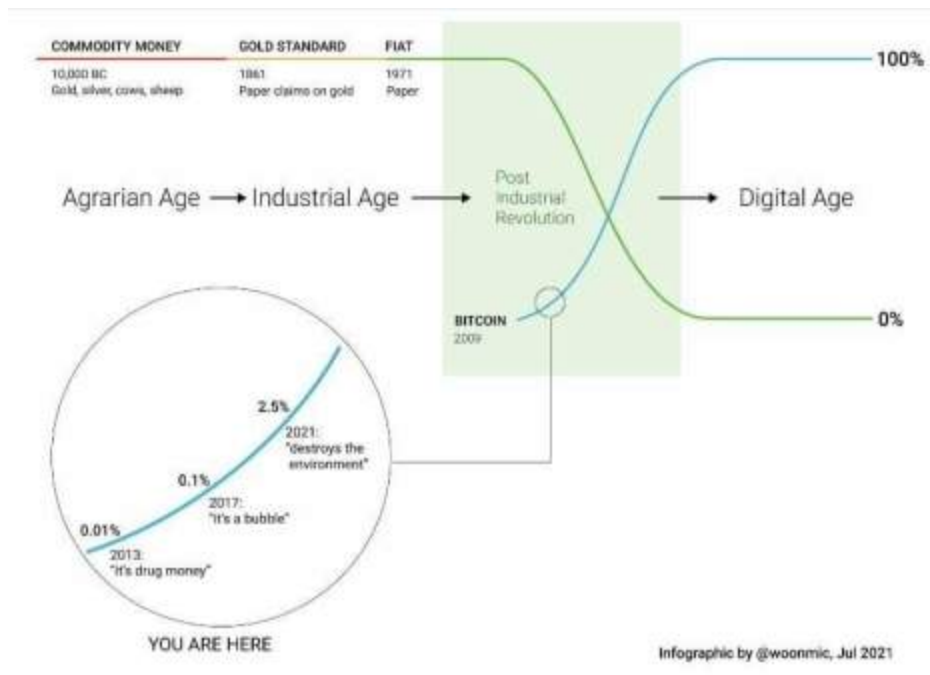 COMMODITY MONEY
10,000 BC
Gold, silver, cows, sheep
GOLD STANDARD
1861
Paper claims on gold
FIAT
1971
Paper
100%
Agrarian Age
Industrial Age
Post
Industrial
Revolution
Digital Age
BITCOIN
2009
0%
2.5%
2021:
"destroys the
environment"
0.1%
2017:
"it's a bubble"
0.01%
2013:
"it's drug money"
YOU ARE HERE
Infographic by @woonmic, Jul 2021